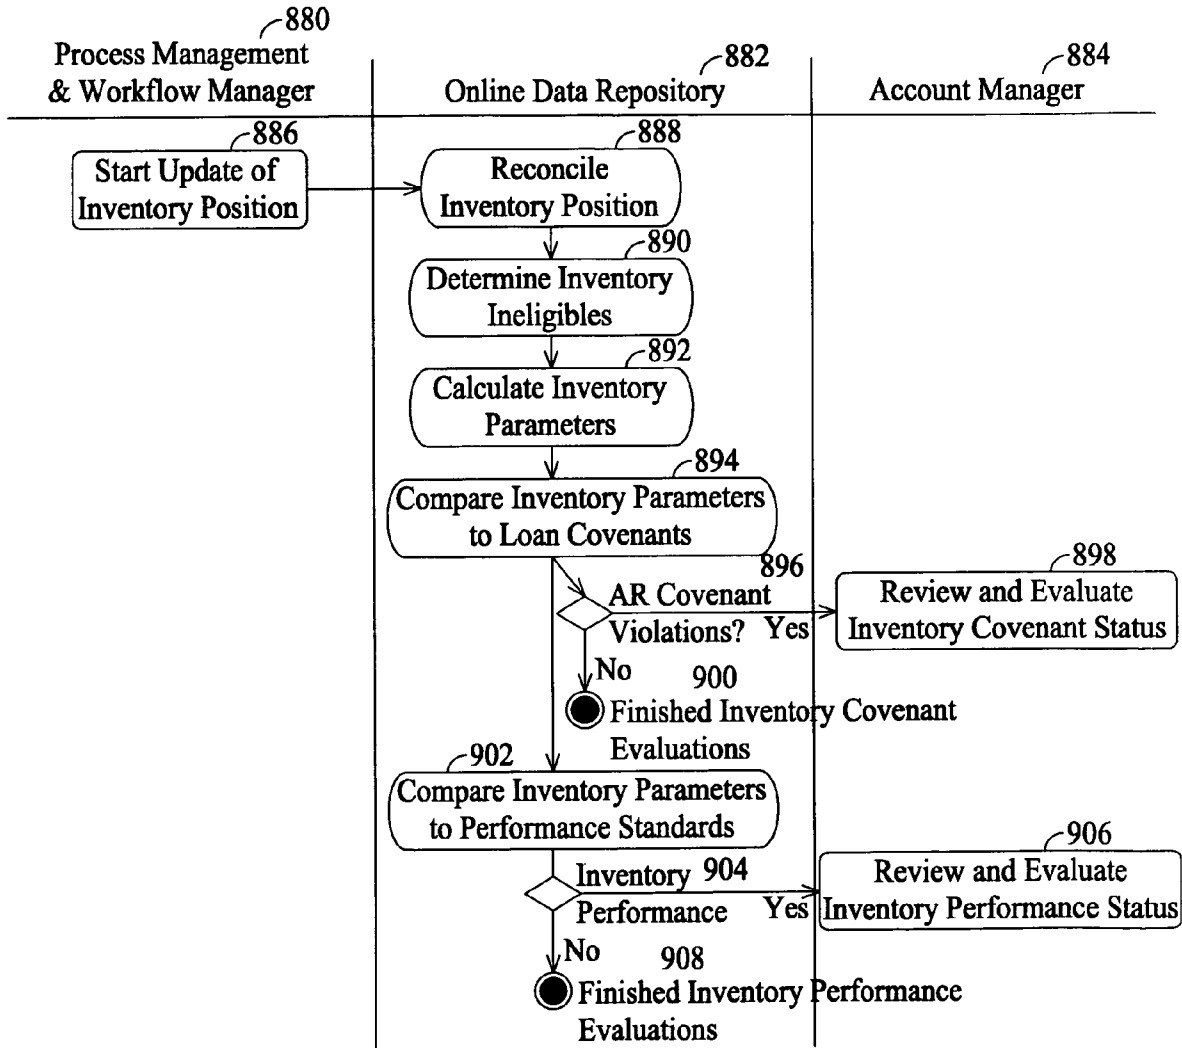 880
Process Management
& Workflow Manager
882
Online Data Repository
884
Account Manager
886
Start Update of
Inventory Position
888
Reconcile
Inventory Position
890
Determine Inventory
Ineligibles
892
Calculate Inventory
Parameters
894
Compare Inventory Parameters
to Loan Covenants
896
AR Covenant
Violations?
Yes
898
Review and Evaluate
Inventory Covenant Status
No
900
Finished Inventory Covenant
Evaluations
902
Compare Inventory Parameters
to Performance Standards
904
Inventory
Performance
Yes
906
Review and Evaluate
Inventory Performance Status
No
908
Finished Inventory Performance
Evaluations